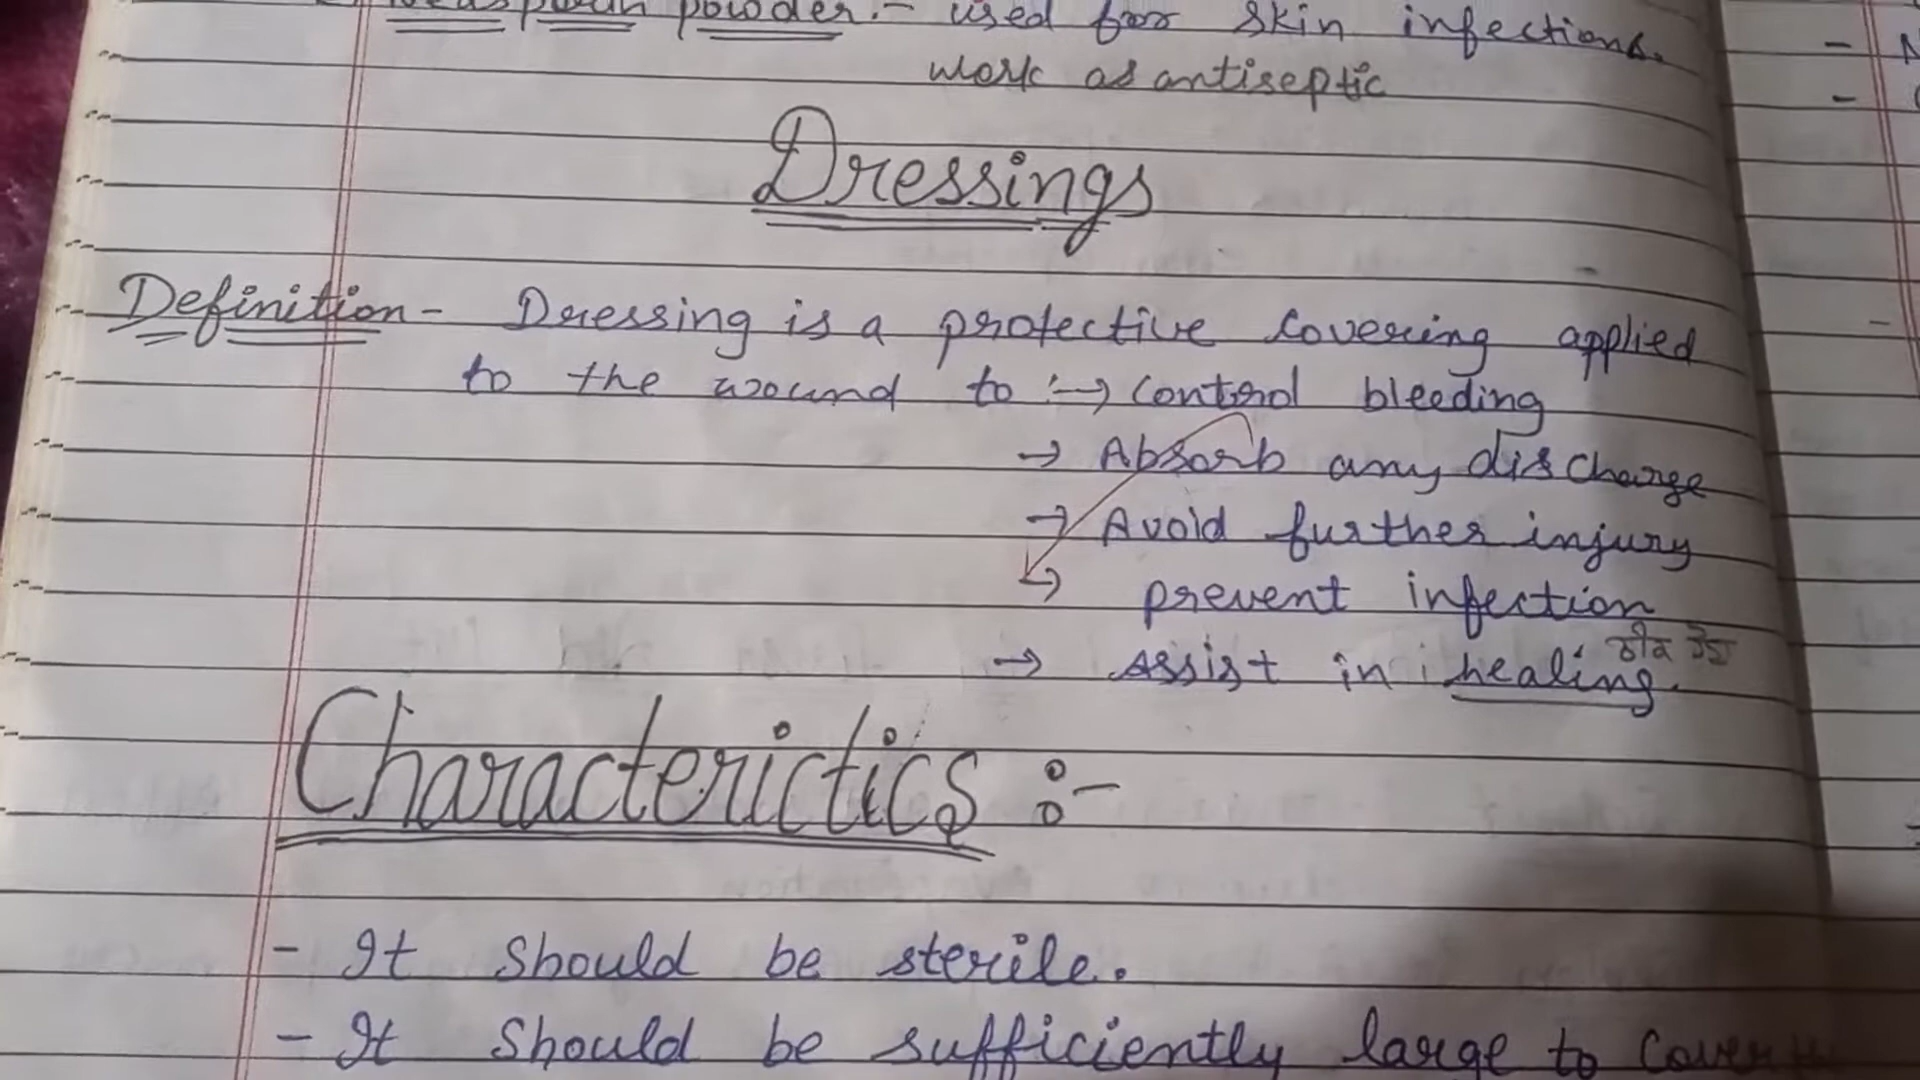 powder :- used for skin infections.
work as antiseptic
Dressings
Definition - Dressing is a protective covering applied
to the wound to :-> control bleeding
-> Absorb any discharge
-> Avoid further injury
-> prevent infection
-> Assist in healing.
Characterictics :-
- It should be sterile.
- It should be sufficiently large to cover